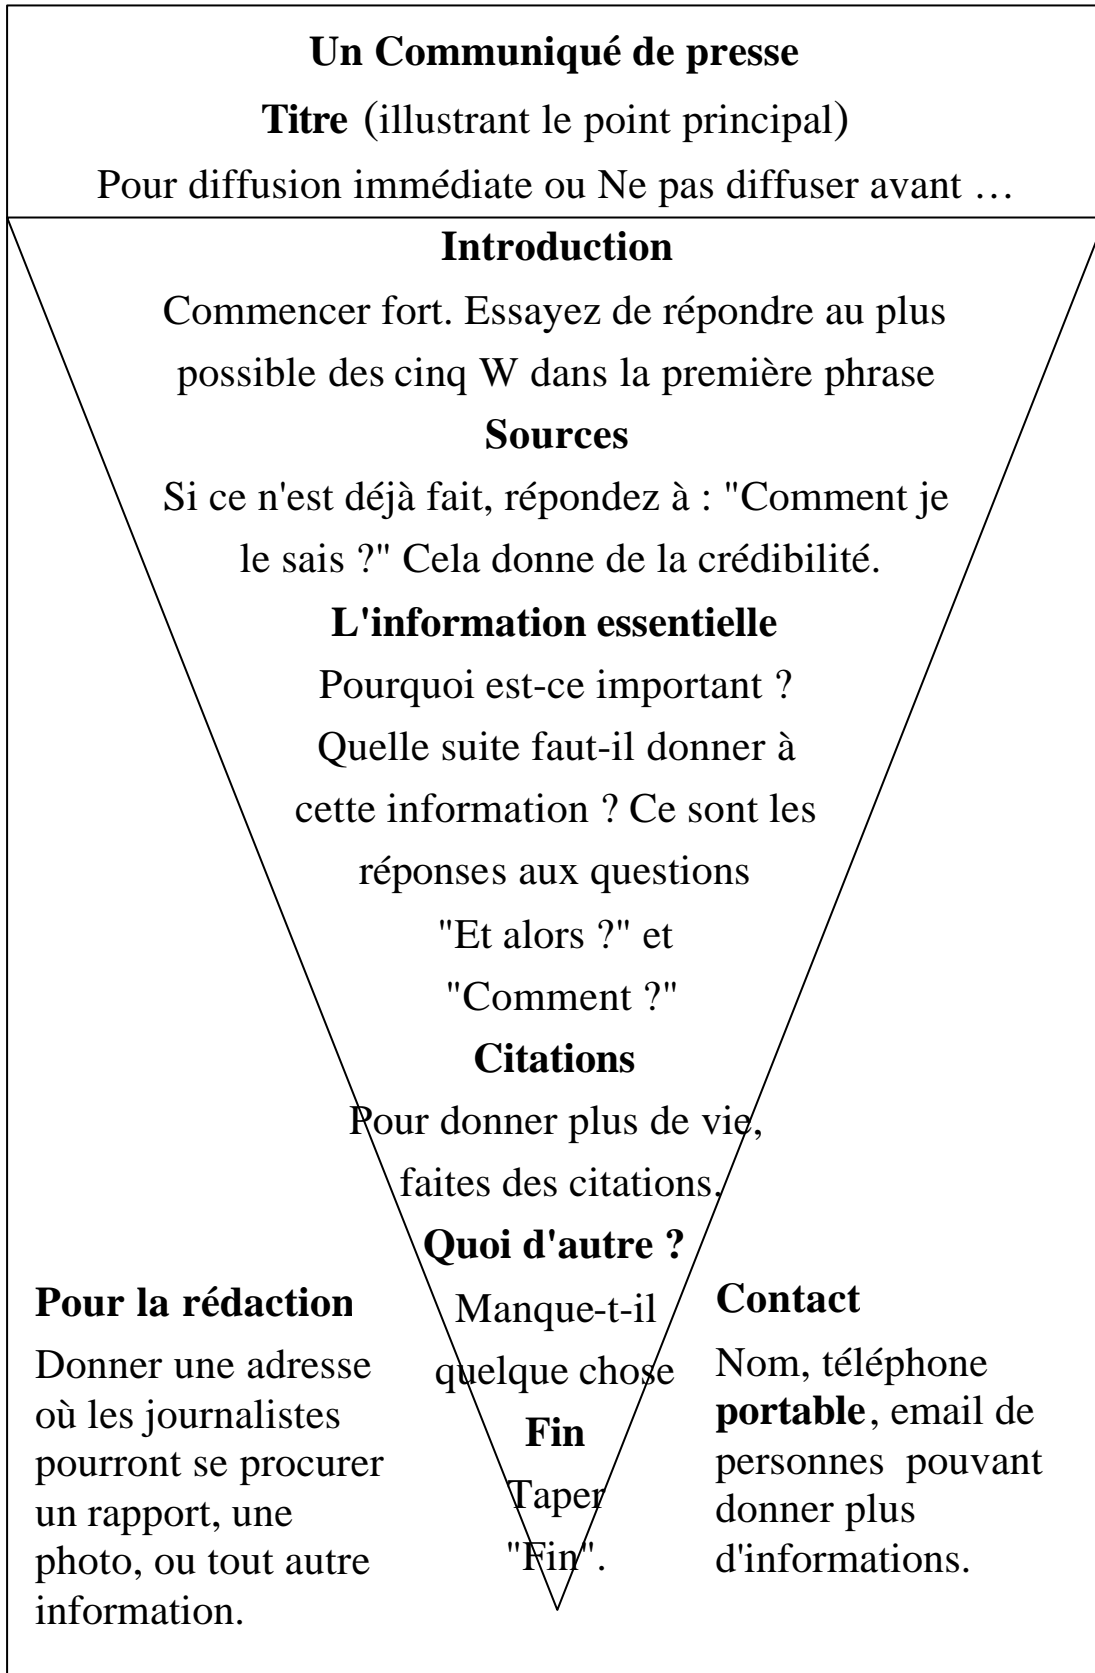 Un Communiqué de presse
Titre (illustrant le point principal)
Pour diffusion immédiate ou Ne pas diffuser avant …
Introduction
Commencer fort. Essayez de répondre au plus
possible des cinq W dans la première phrase
Sources
Si ce n'est déjà fait, répondez à : "Comment je
le sais ?" Cela donne de la crédibilité.
L'information essentielle
Pourquoi est-ce important ?
Quelle suite faut-il donner à
cette information ? Ce sont les
réponses aux questions
"Et alors ?" et
"Comment ?"
Citations
Pour donner plus de vie,
faites des citations.
Quoi d'autre ?
Manque-t-il
quelque chose
Fin
Taper
"Fin".
Pour la rédaction
Donner une adresse
où les journalistes
pourront se procurer
un rapport, une
photo, ou tout autre
information.
Contact
Nom, téléphone
portable, email de
personnes pouvant
donner plus
d'informations.